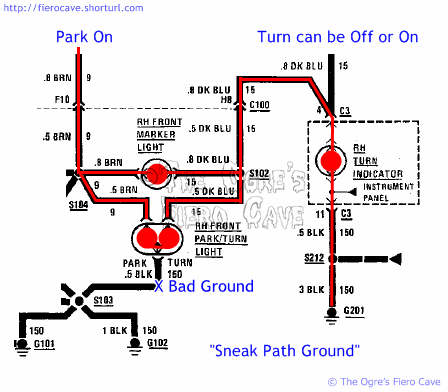 http://fierocave.shorturl.com/
Park On
Turn can be Off or On
.8 BRN
9
.8 DK BLU
15
.8 DK BLU
15
F10
H8
C100
4
C3
.5 BRN
9
RH FRONT
MARKER
LIGHT
.5 DK BLU
15
RH
TURN
INDICATOR
INSTRUMENT
PANEL
.8 BRN
9
.8 DK BLU
15
S102
The Ogre's
Fiero Cave
S184
.5 BRN
9
.5 DK BLU
15
11
C3
RH FRONT
PARK/TURN
LIGHT
.5 BLK
150
PARK
TURN
.5 BLK
150
S212
X Bad Ground
S183
3 BLK
150
150
1 BLK
150
G101
G102
G201
"Sneak Path Ground"
© The Ogre's Fiero Cave